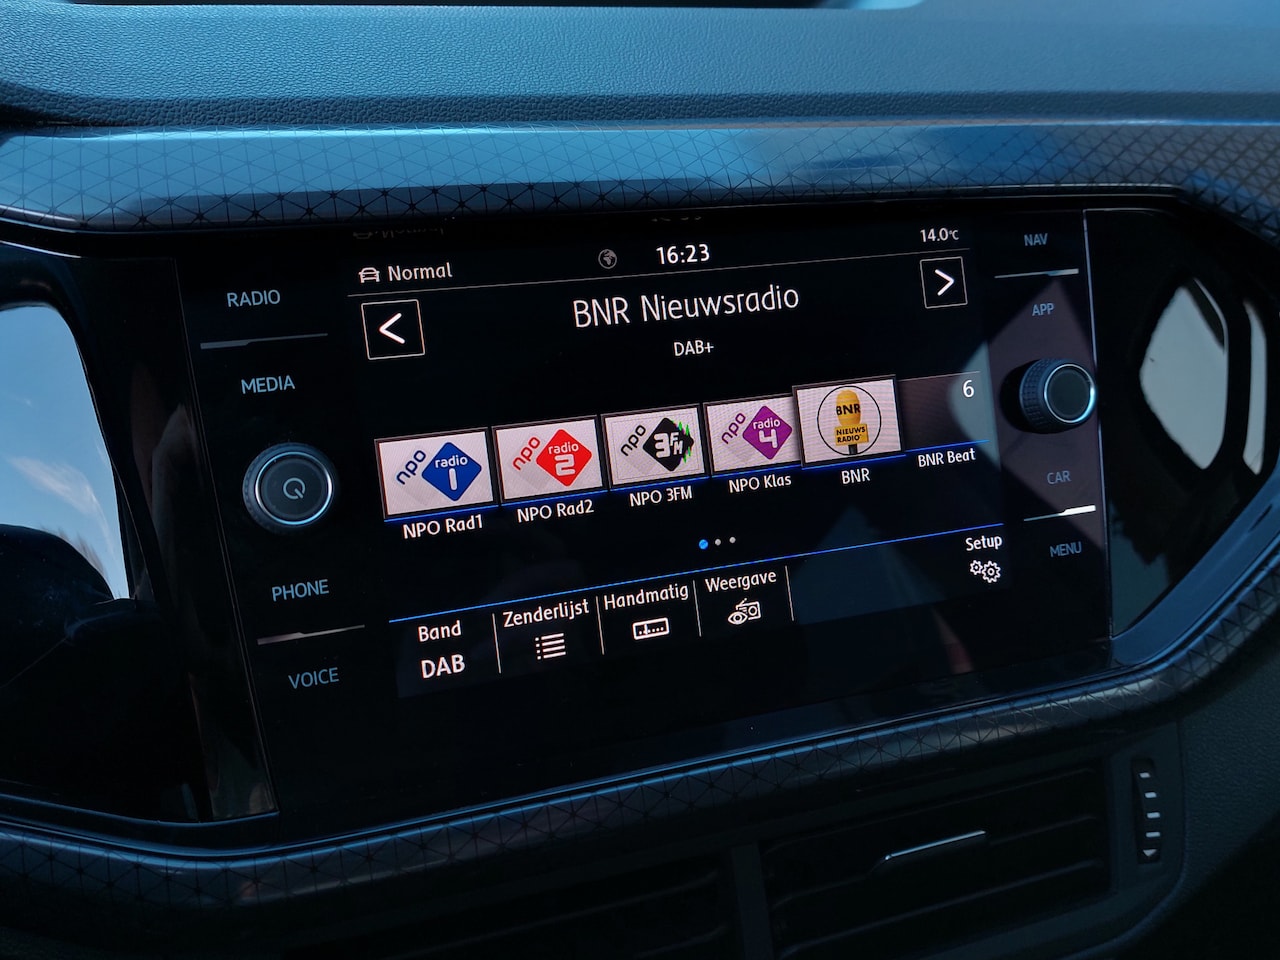 Normal
16:23
14.0°C
RADIO
MEDIA
PHONE
VOICE
NAV
APP
CAR
MENU
<
BNR Nieuwsradio
>
DAB+
npo radio 1
npo radio 2
npo 3FM
npo radio 4
BNR NIEUWS RADIO
6
NPO Rad1
NPO Rad2
NPO 3FM
NPO Klas
BNR
BNR Beat
Band
DAB
Zenderlijst
Handmatig
Weergave
Setup